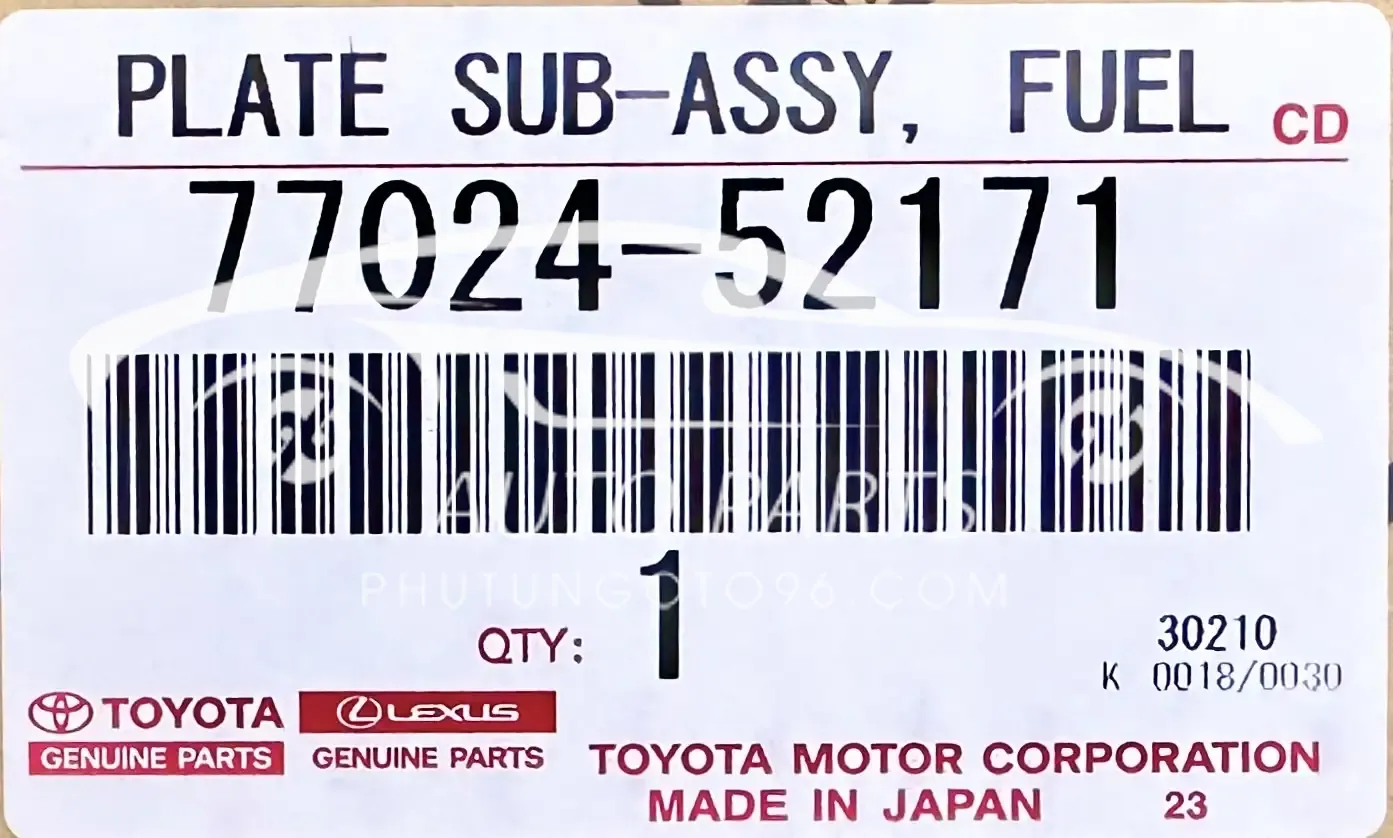 PLATE SUB-ASSY, FUEL CD
77024-52171
AUTO PARTS
PHUTUNGOTO96.COM
QTY: 1
30210
K 0018/0030
TOYOTA LEXUS
GENUINE PARTS GENUINE PARTS
TOYOTA MOTOR CORPORATION
MADE IN JAPAN 23